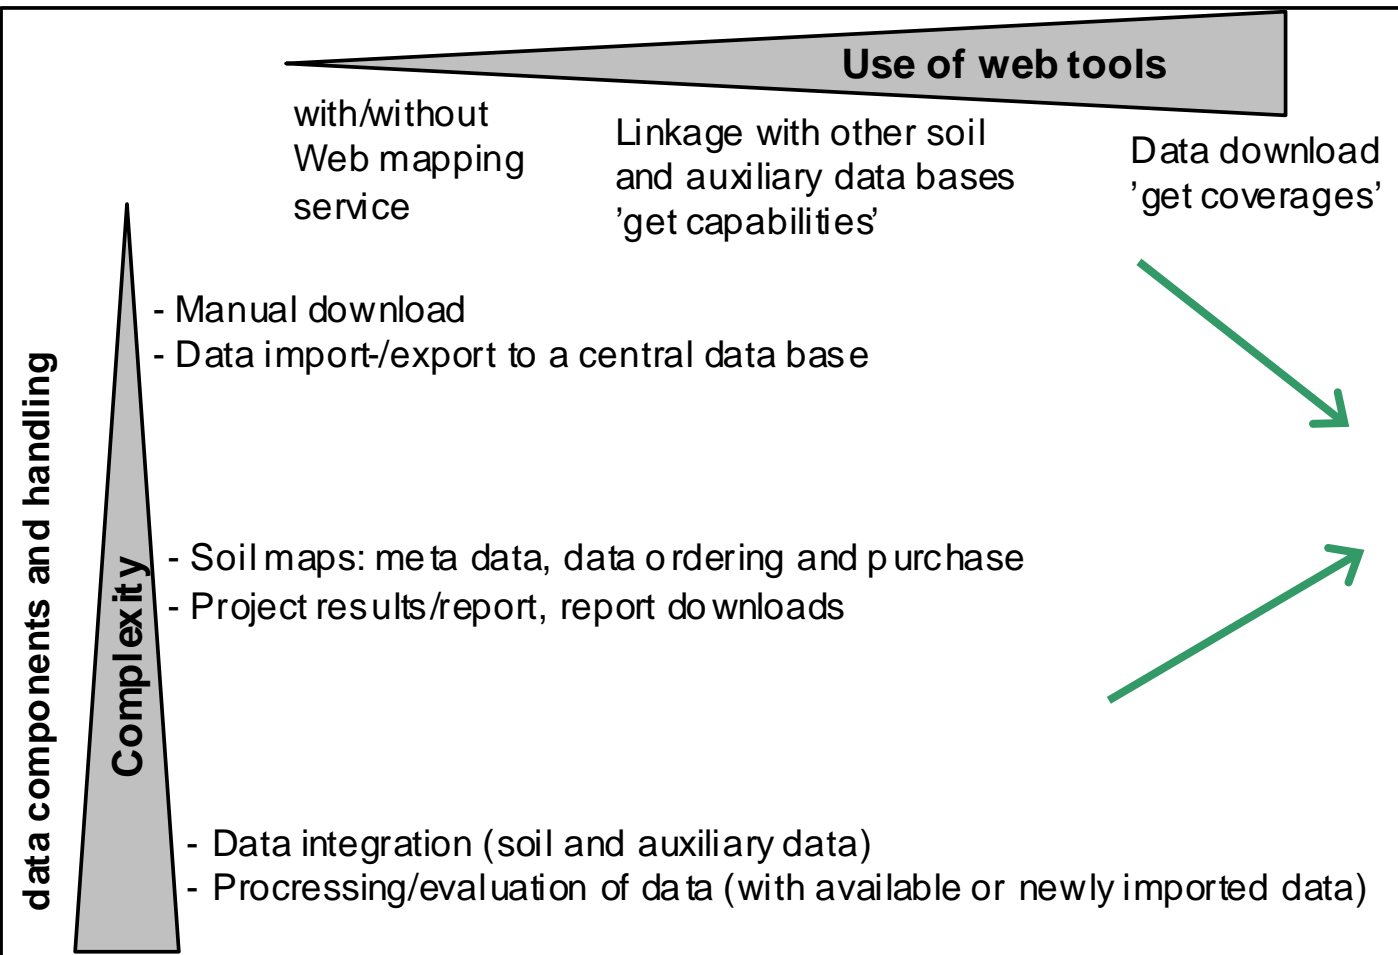 Use of web tools
with/without
Web mapping
service
Linkage with other soil
and auxiliary data bases
'get capabilities'
Data download
'get coverages'
data components and handling
Complexity
- Manual download
- Data import-/export to a central data base
- Soil maps: meta data, data ordering and purchase
- Project results/report, report downloads
- Data integration (soil and auxiliary data)
- Procressing/evaluation of data (with available or newly imported data)